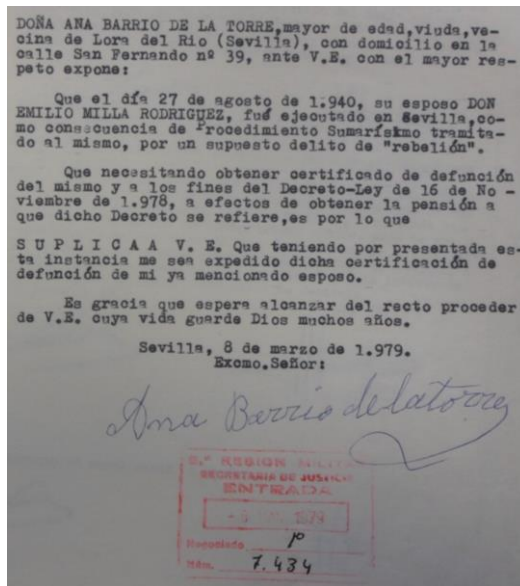 DOÑA ANA BARRIO DE LA TORRE,mayor de edad,viuda,ve-
cina de Lora del Rio (Sevilla), con domicilio en la
calle San Fernando nº 39, ante V.E. con el mayor res-
peto expone:
Que el día 27 de agosto de 1.940, su esposo DON
EMILIO MILLA RODRIGUEZ, fué ejecutado en Sevilla,co-
mo consecuencia de Procedimiento Sumarísimo tramita-
do al mismo, por un supuesto delito de "rebelión".
Que necesitando obtener certificado de defunción
del mismo y a los fines del Decreto-Ley de 16 de No -
viembre de 1.978, a efectos de obtener la pensión a
que dicho Decreto se refiere,es por lo que
S U P L I C A A V. E. Que teniendo por presentada es-
ta instancia me sea expedido dicha certificación de
defunción de mi ya mencionado esposo.
Es gracia que espera alcanzar del recto proceder
de V.E. cuya vida guarde Dios muchos años.
Sevilla, 8 de marzo de 1.979.
Excmo.Señor:
Ana Barrio de la torre
2.ª REGION MILITAR
SECRETARIA DE JUSTICIA
ENTRADA
1979
Negociado
Núm. 7.434